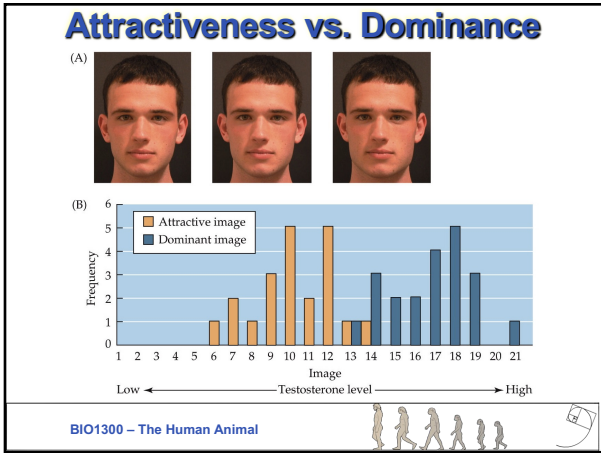 Attractiveness vs. Dominance
(A)
(B)
6
5
4
3
2
1
0
Frequency
Attractive image
Dominant image
1 2 3 4 5 6 7 8 9 10 11 12 13 14 15 16 17 18 19 20 21
Image
Low Testosterone level High
BIO1300 – The Human Animal